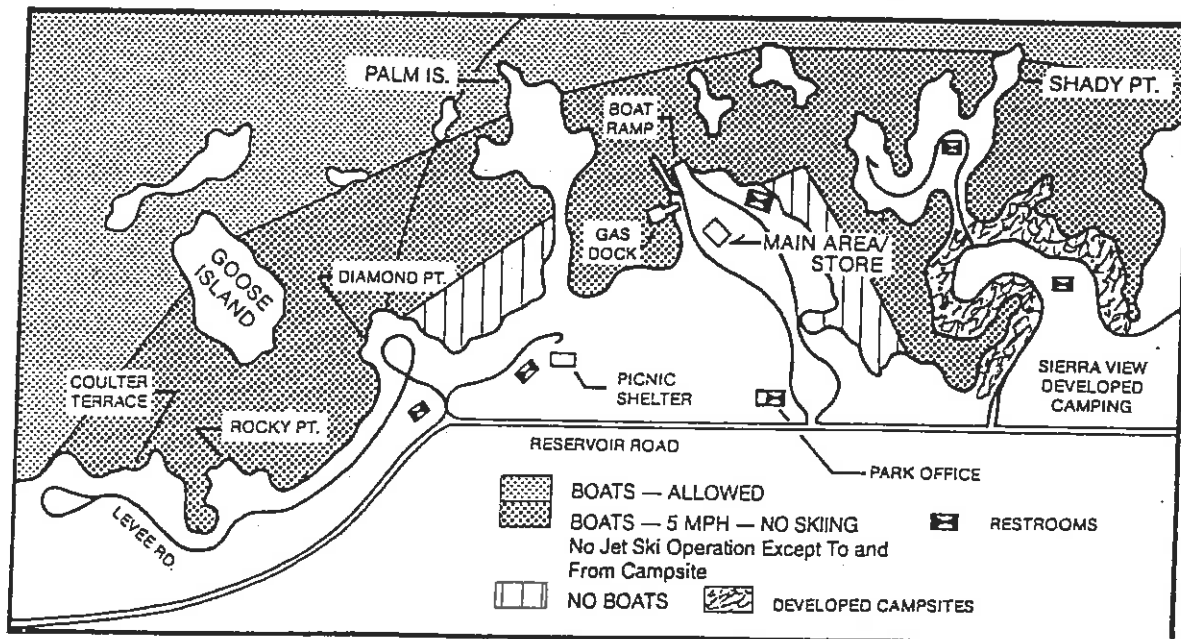 PALM IS.
SHADY PT.
BOAT
RAMP
GAS
DOCK
MAIN AREA/
STORE
GOOSE
ISLAND
DIAMOND PT.
COULTER
TERRACE
ROCKY PT.
PICNIC
SHELTER
SIERRA VIEW
DEVELOPED
CAMPING
RESERVOIR ROAD
PARK OFFICE
LEVEE RD.
BOATS — ALLOWED
BOATS — 5 MPH — NO SKIING
No Jet Ski Operation Except To and
From Campsite
RESTROOMS
NO BOATS
DEVELOPED CAMPSITES